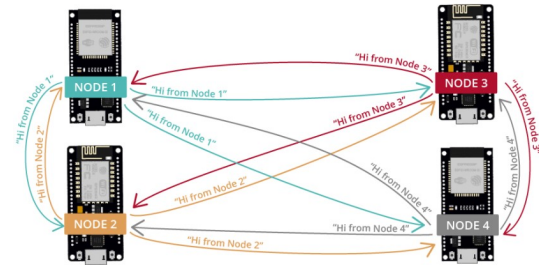 NODE 1
"Hi from Node 1"
"Hi from Node 3"
NODE 3
"Hi from Node 1"
"Hi from Node 2"
"Hi from Node 1"
"Hi from Node 3"
"Hi from Node 3"
"Hi from Node 4"
"Hi from Node 2"
"Hi from Node 4"
NODE 2
"Hi from Node 4"
"Hi from Node 2"
NODE 4